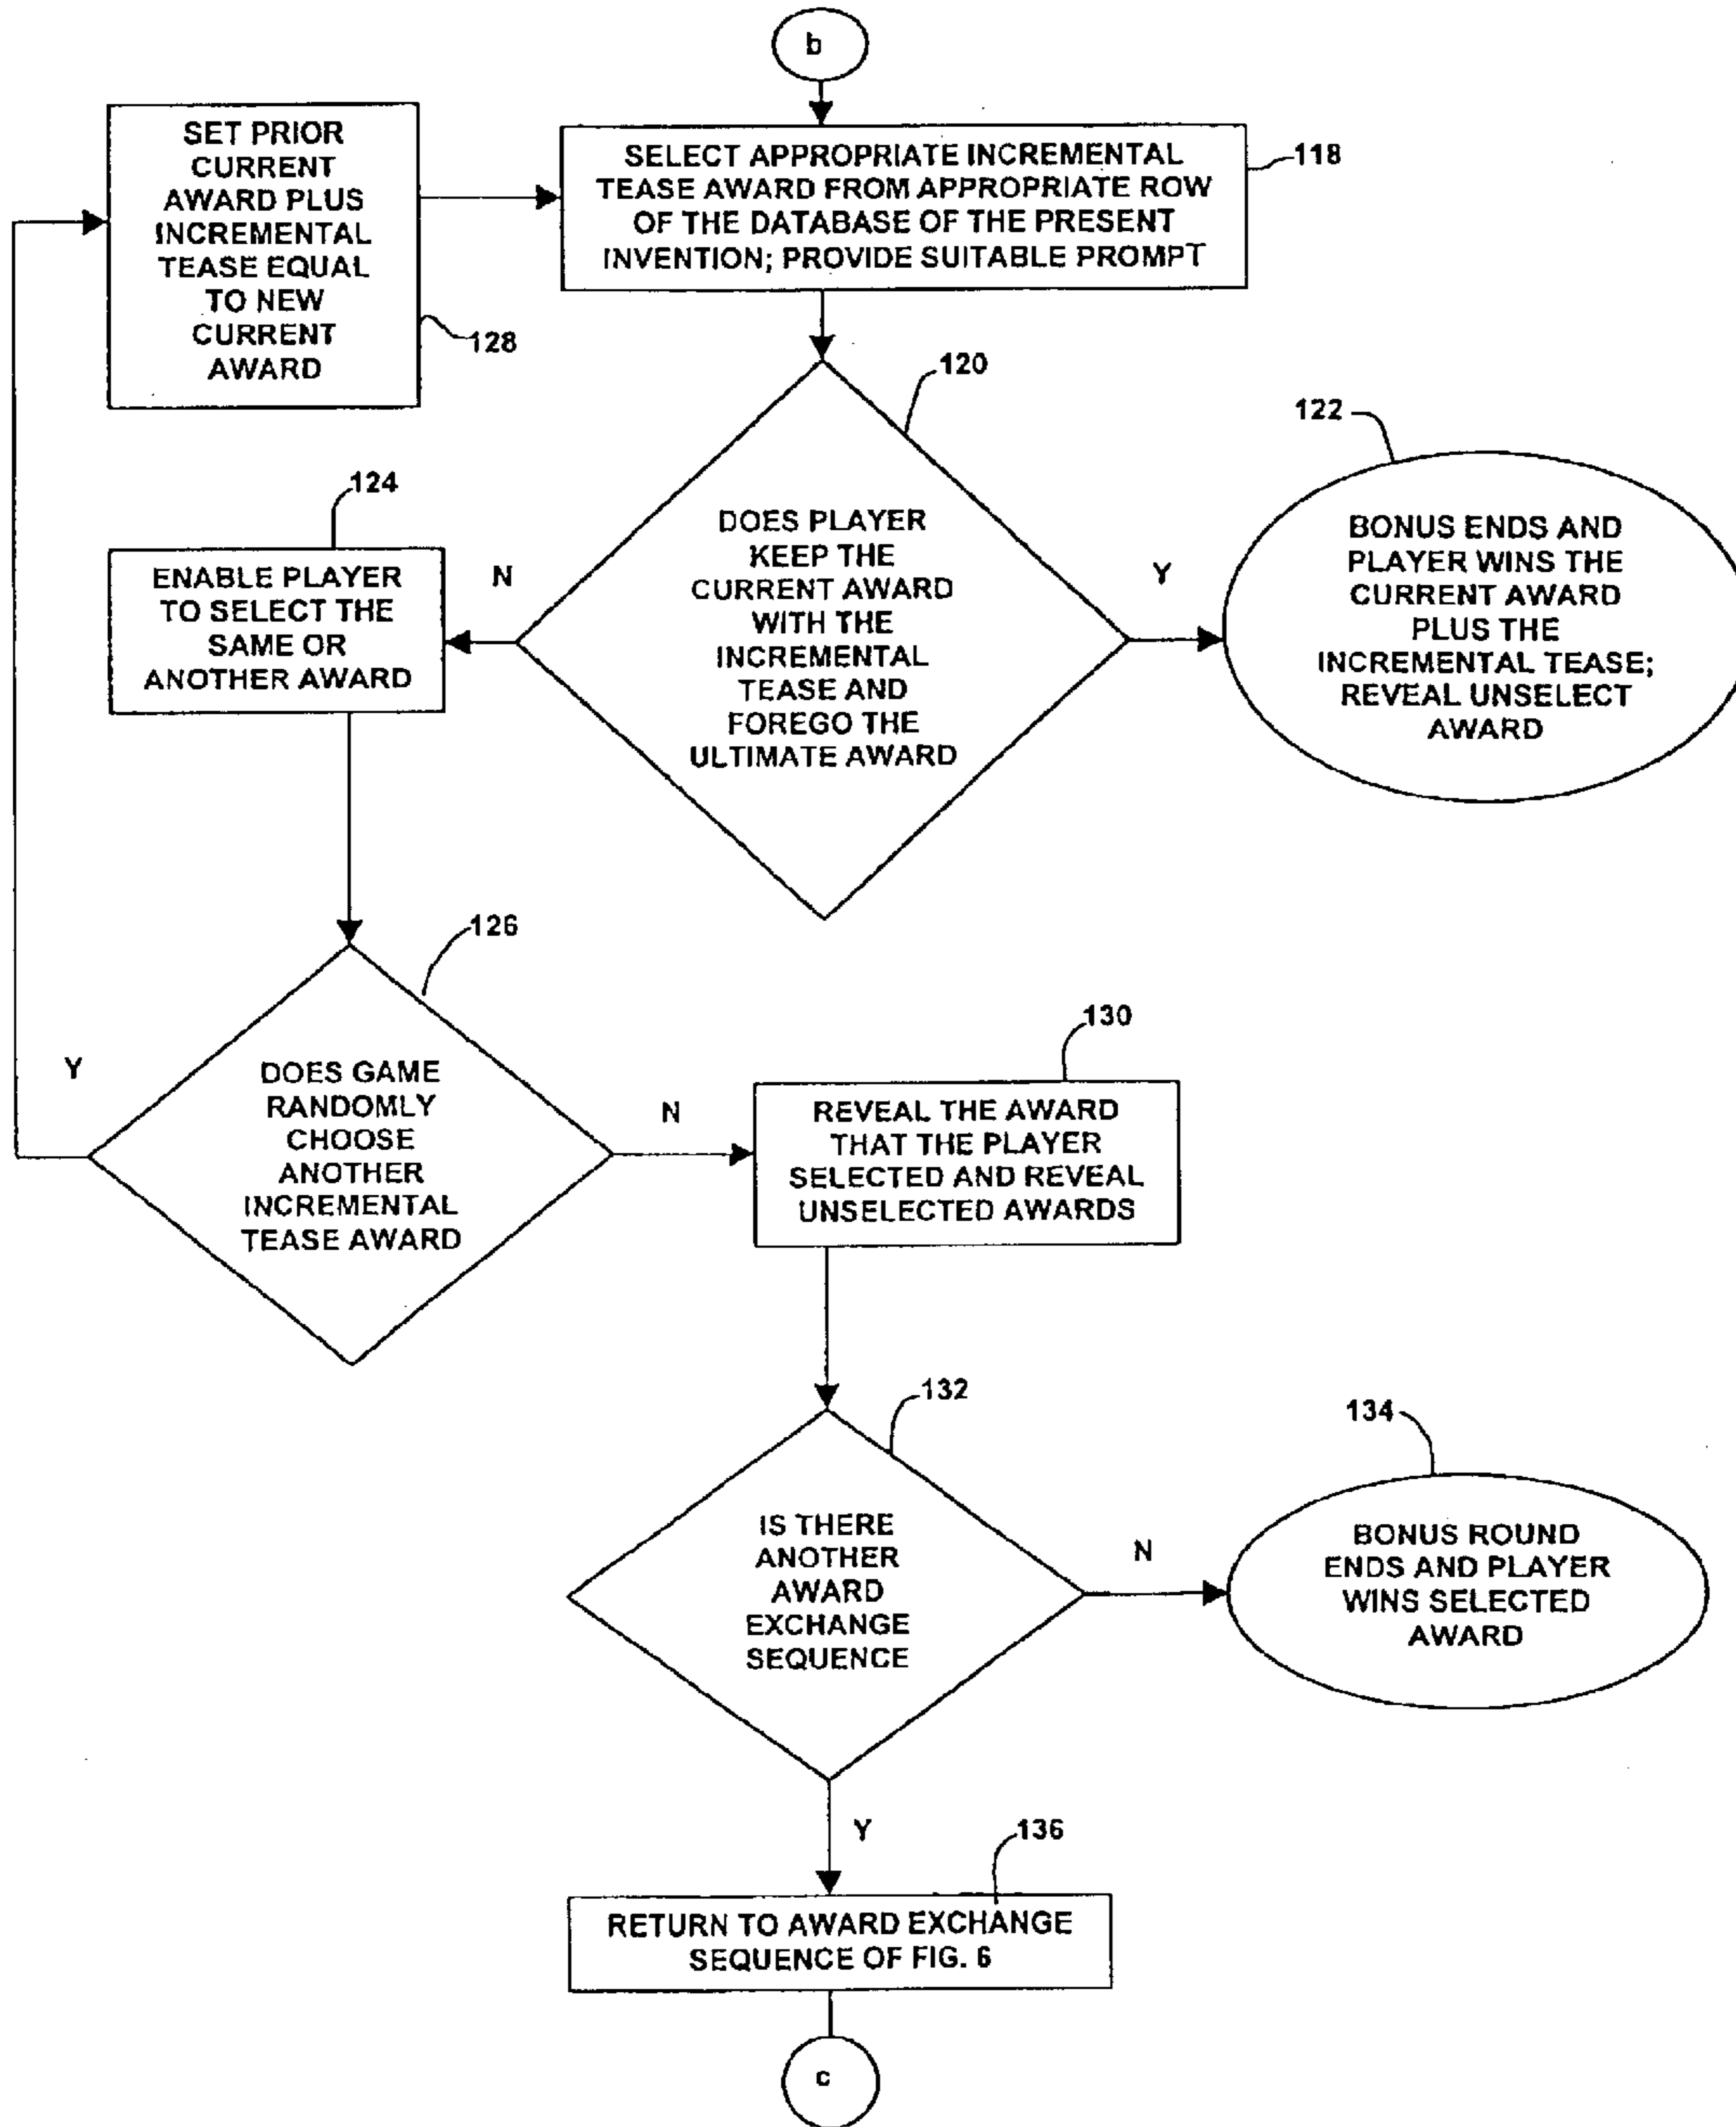 b
SET PRIOR
CURRENT
AWARD PLUS
INCREMENTAL
TEASE EQUAL
TO NEW
CURRENT
AWARD
128
SELECT APPROPRIATE INCREMENTAL
TEASE AWARD FROM APPROPRIATE ROW
OF THE DATABASE OF THE PRESENT
INVENTION; PROVIDE SUITABLE PROMPT
118
120
DOES PLAYER
KEEP THE
CURRENT AWARD
WITH THE
INCREMENTAL
TEASE AND
FOREGO THE
ULTIMATE AWARD
Y
122
BONUS ENDS AND
PLAYER WINS THE
CURRENT AWARD
PLUS THE
INCREMENTAL TEASE;
REVEAL UNSELECT
AWARD
N
124
ENABLE PLAYER
TO SELECT THE
SAME OR
ANOTHER AWARD
126
DOES GAME
RANDOMLY
CHOOSE
ANOTHER
INCREMENTAL
TEASE AWARD
Y
N
130
REVEAL THE AWARD
THAT THE PLAYER
SELECTED AND REVEAL
UNSELECTED AWARDS
132
IS THERE
ANOTHER
AWARD
EXCHANGE
SEQUENCE
N
134
BONUS ROUND
ENDS AND PLAYER
WINS SELECTED
AWARD
Y
136
RETURN TO AWARD EXCHANGE
SEQUENCE OF FIG. 6
c